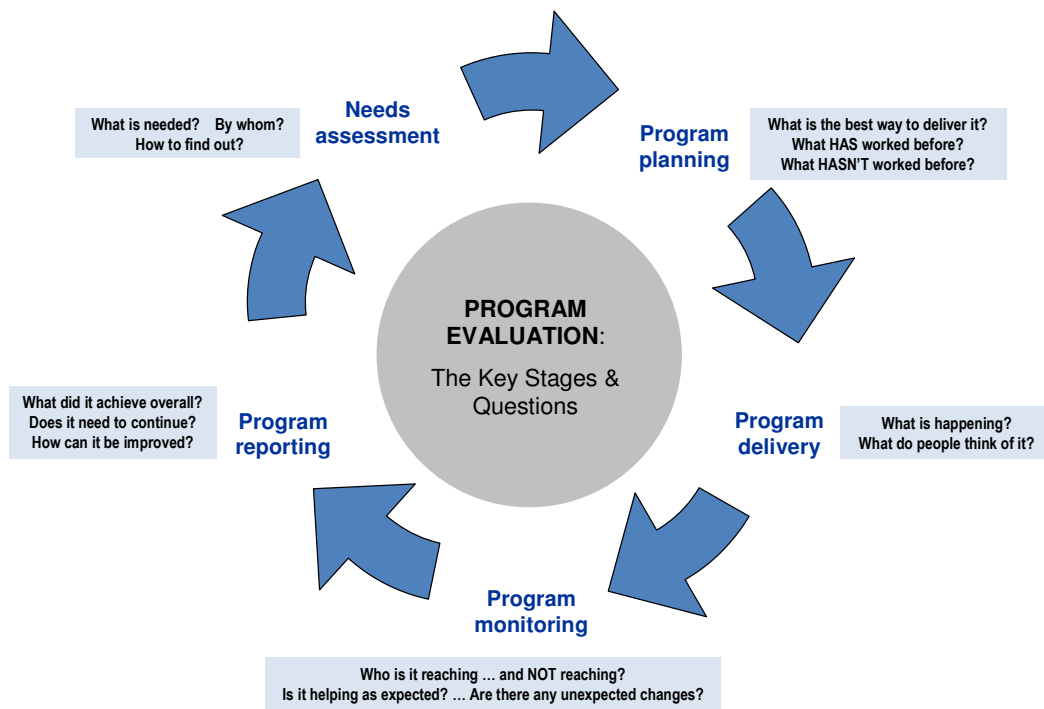 Needs
assessment
What is needed? By whom?
How to find out?
Program
planning
What is the best way to deliver it?
What HAS worked before?
What HASN'T worked before?
PROGRAM
EVALUATION:
The Key Stages &
Questions
Program
delivery
What is happening?
What do people think of it?
Program
monitoring
Who is it reaching … and NOT reaching?
Is it helping as expected? … Are there any unexpected changes?
Program
reporting
What did it achieve overall?
Does it need to continue?
How can it be improved?